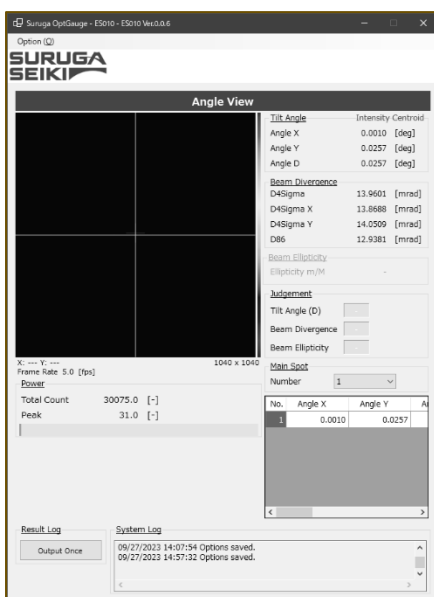 Suruga OptGauge - ES010 - ES010 Ver.0.0.6
Option (O)
SURUGA
SEIKI
Angle View
Tilt Angle Intensity Centroid
Angle X 0.0010 [deg]
Angle Y 0.0257 [deg]
Angle D 0.0257 [deg]
Beam Divergence
D4Sigma 13.9601 [mrad]
D4Sigma X 13.8688 [mrad]
D4Sigma Y 14.0509 [mrad]
D86 12.9381 [mrad]
Beam Ellipticity
Ellipticity m/M -
Judgement
Tilt Angle (D) -
Beam Divergence -
Beam Ellipticity -
X: --- Y: --- 1040 x 1040
Frame Rate 5.0 [fps]
Power
Total Count 30075.0 [-]
Peak 31.0 [-]
Main Spot
Number 1
No. Angle X Angle Y A
1 0.0010 0.0257
Result Log
Output Once
System Log
09/27/2023 14:07:54 Options saved.
09/27/2023 14:57:32 Options saved.